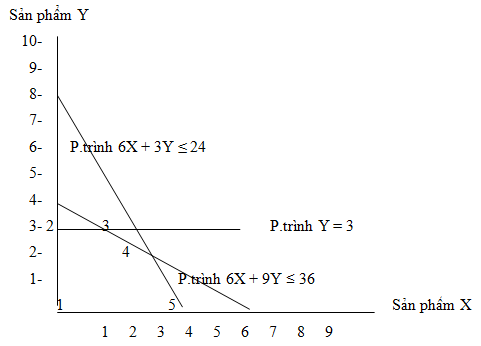 Sản phẩm Y
10-
9-
8-
7-
6- P.trình 6X + 3Y ≤ 24
5-
4-
3- 2 3 P.trình Y = 3
2- 4
1- P.trình 6X + 9Y ≤ 36
1 5 Sản phẩm X
1 2 3 4 5 6 7 8 9